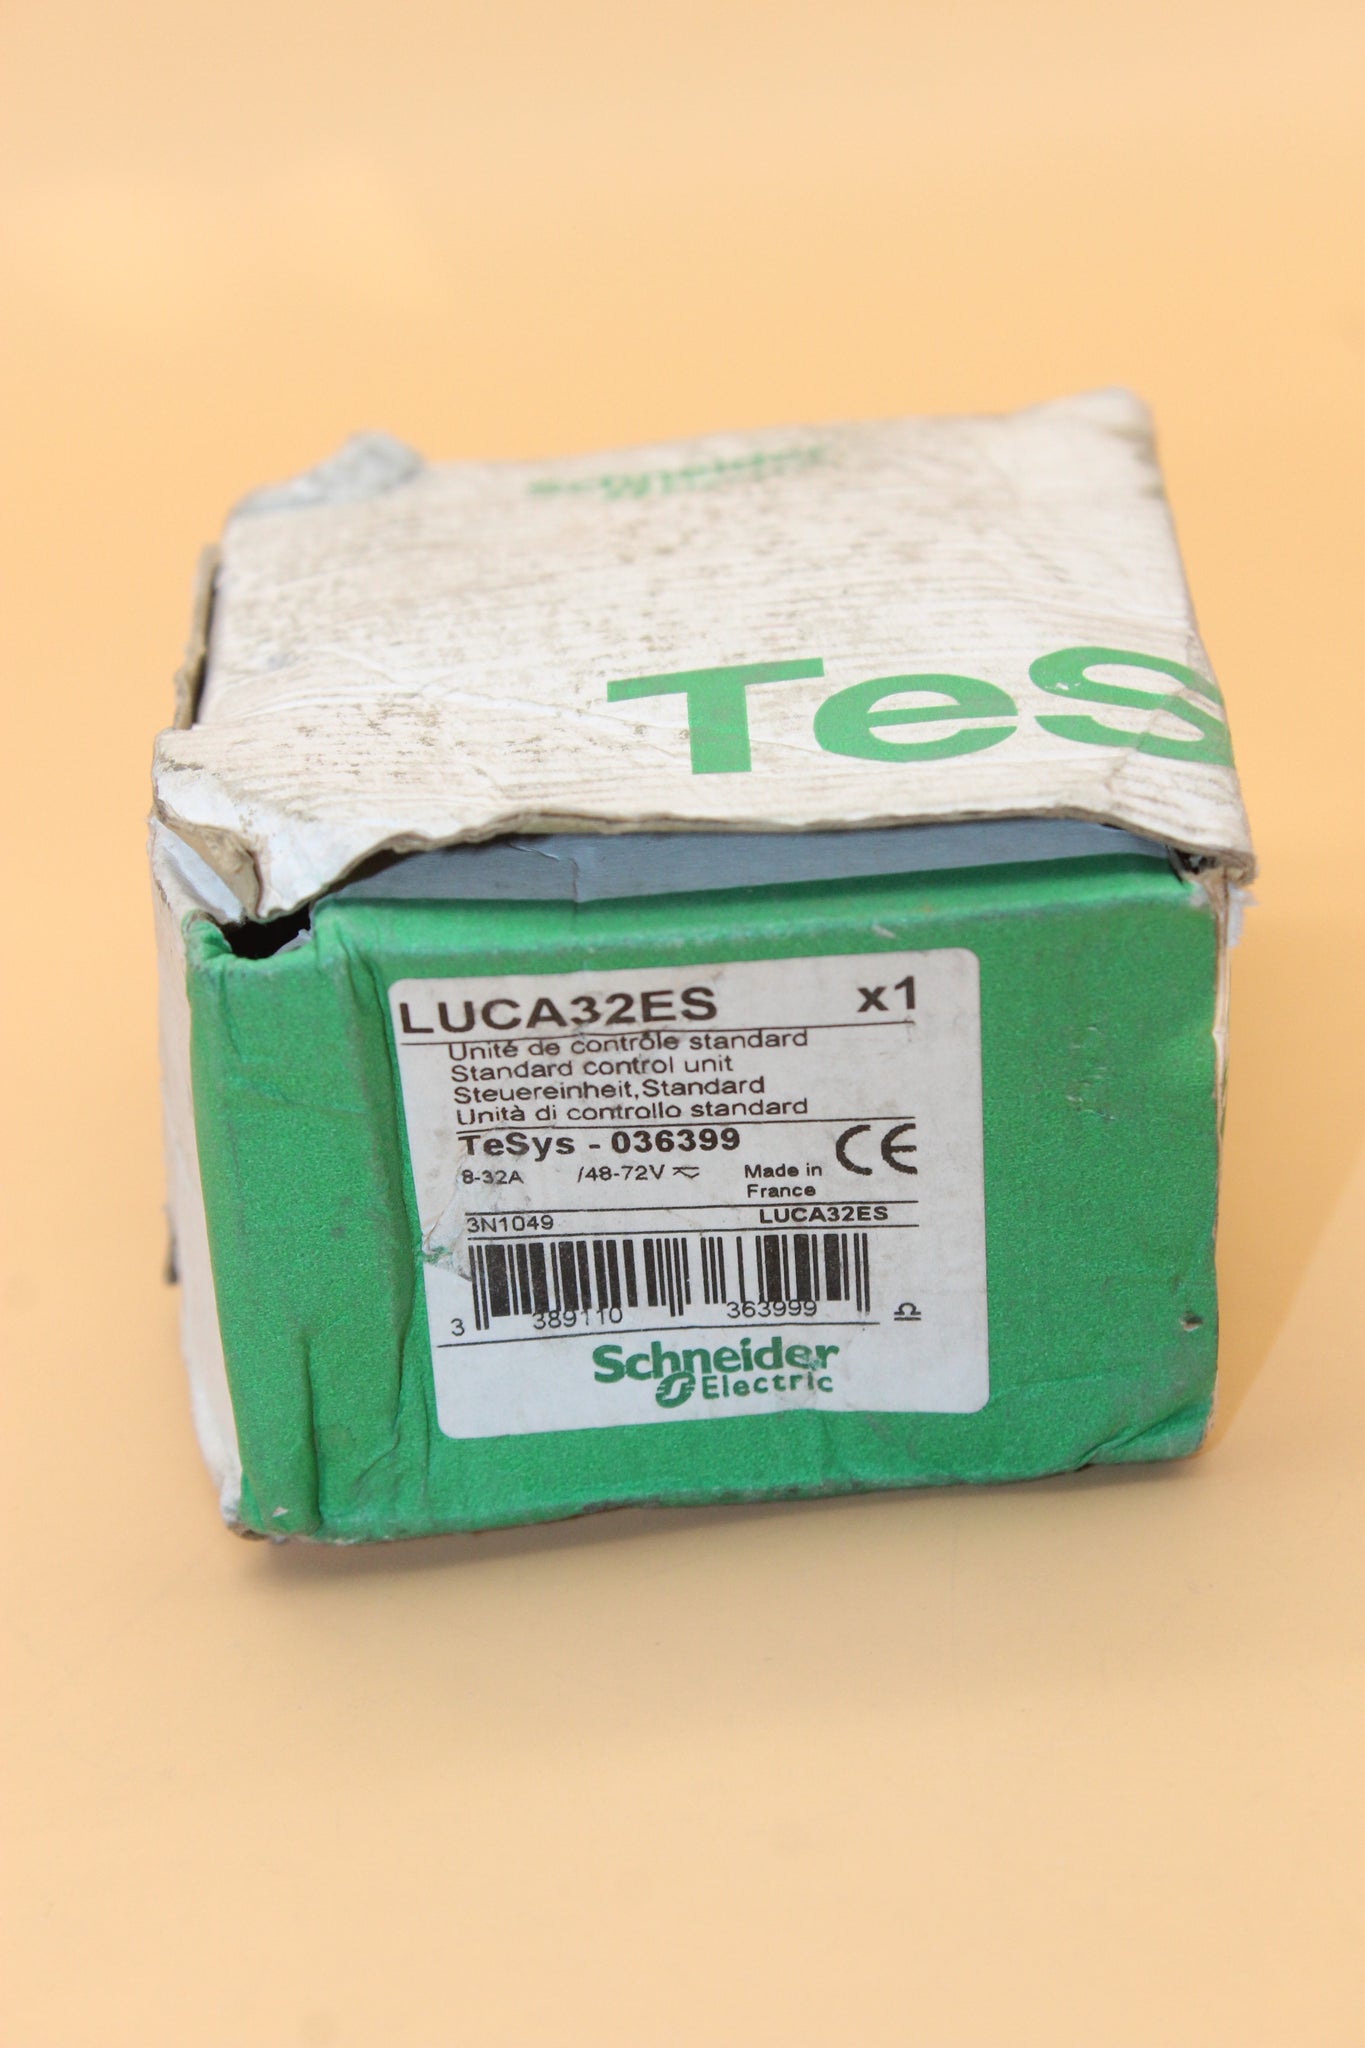 Schneider
TeS
LUCA32ES x1
Unité de contrôle standard
Standard control unit
Steuereinheit,Standard
Unità di controllo standard
TeSys - 036399
8-32A /48-72V Made in
France
CE
3N1049 LUCA32ES
3 389110 363999
Schneider
Electric